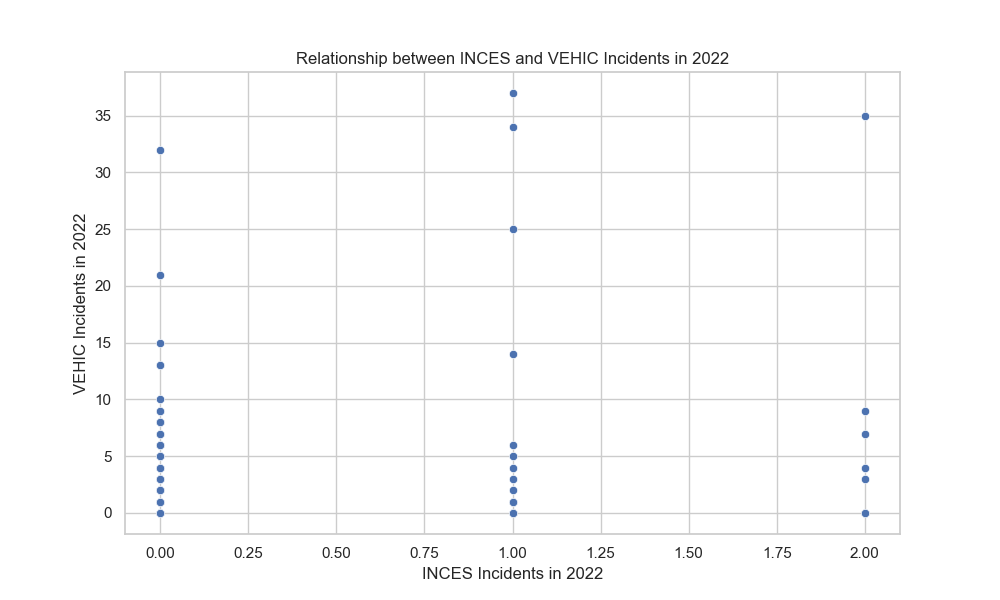 Relationship between INCES and VEHIC Incidents in 2022
VEHIC Incidents in 2022
35
30
25
20
15
10
5
0
0.00 0.25 0.50 0.75 1.00 1.25 1.50 1.75 2.00
INCES Incidents in 2022